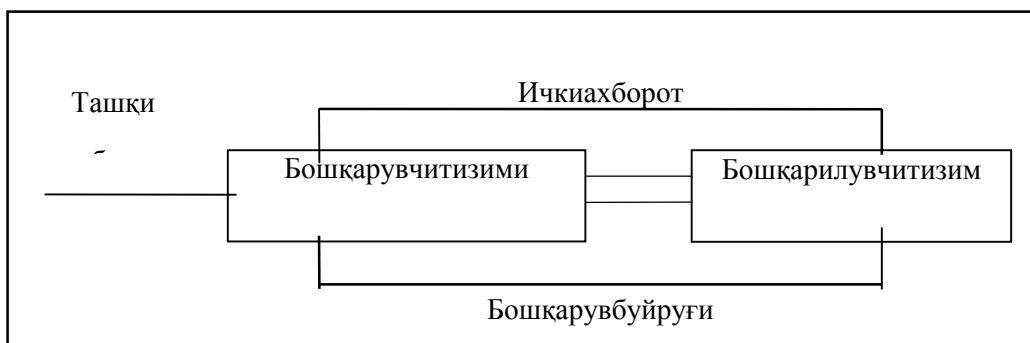 Ичкиахборот
Ташқи
Бошқарувчитизими
Бошқарилувчитизим
Бошқарувбуйруғи